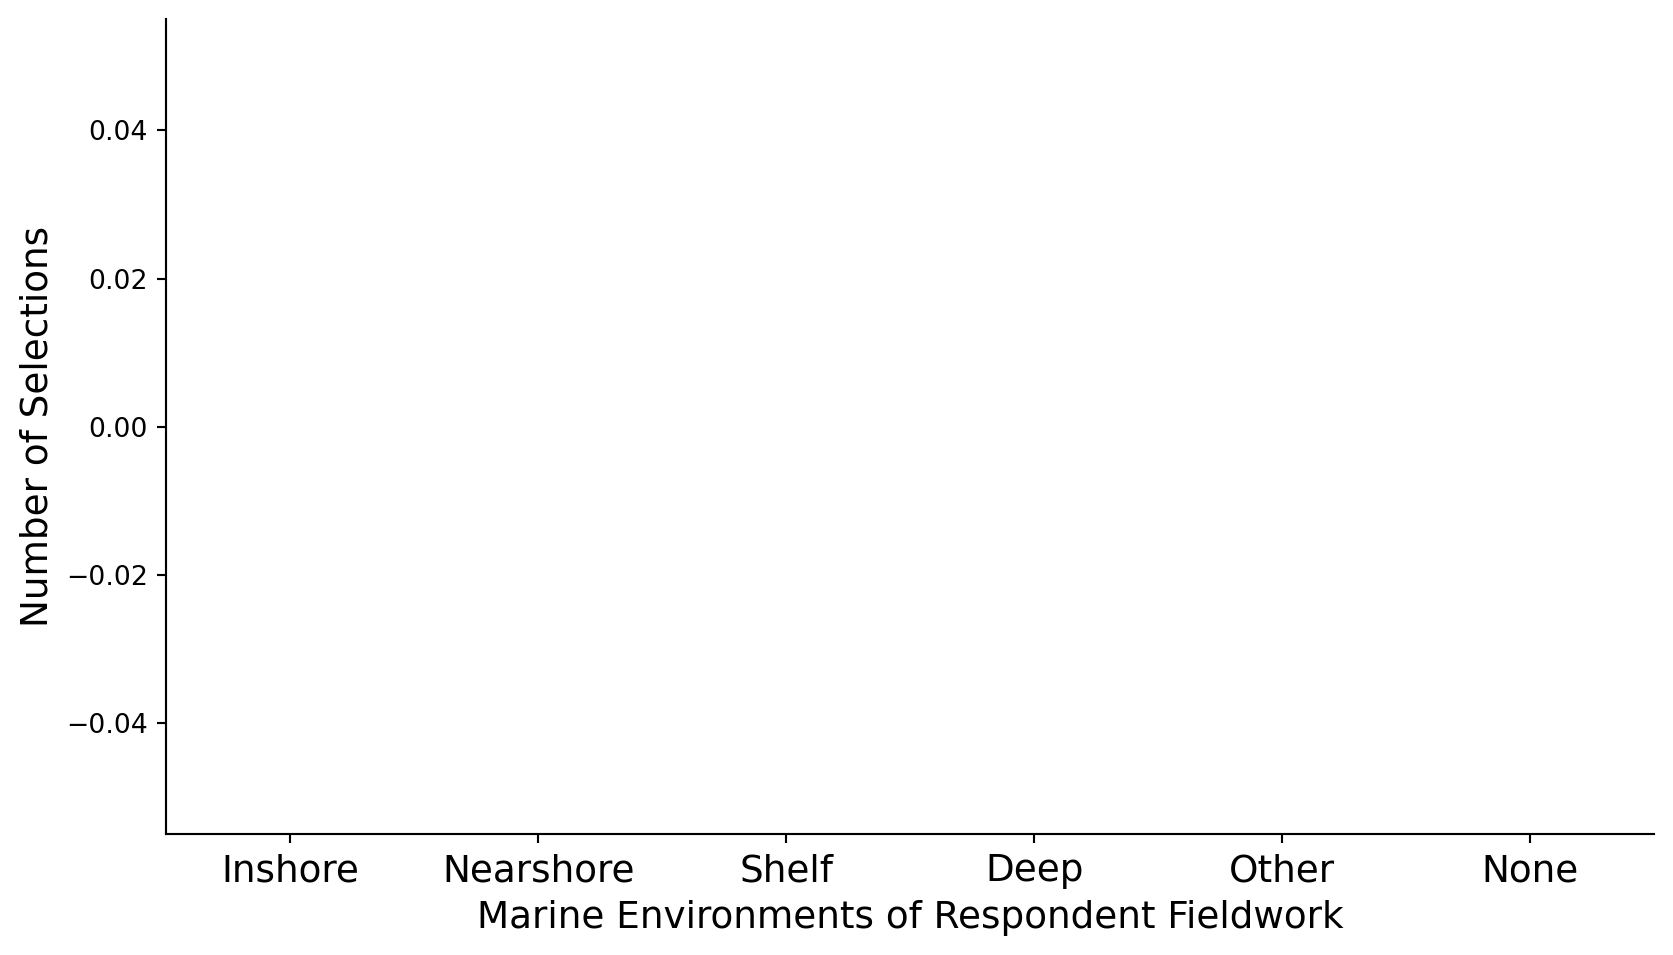 Number of Selections
0.04
0.02
0.00
−0.02
−0.04
Inshore Nearshore Shelf Deep Other None
Marine Environments of Respondent Fieldwork